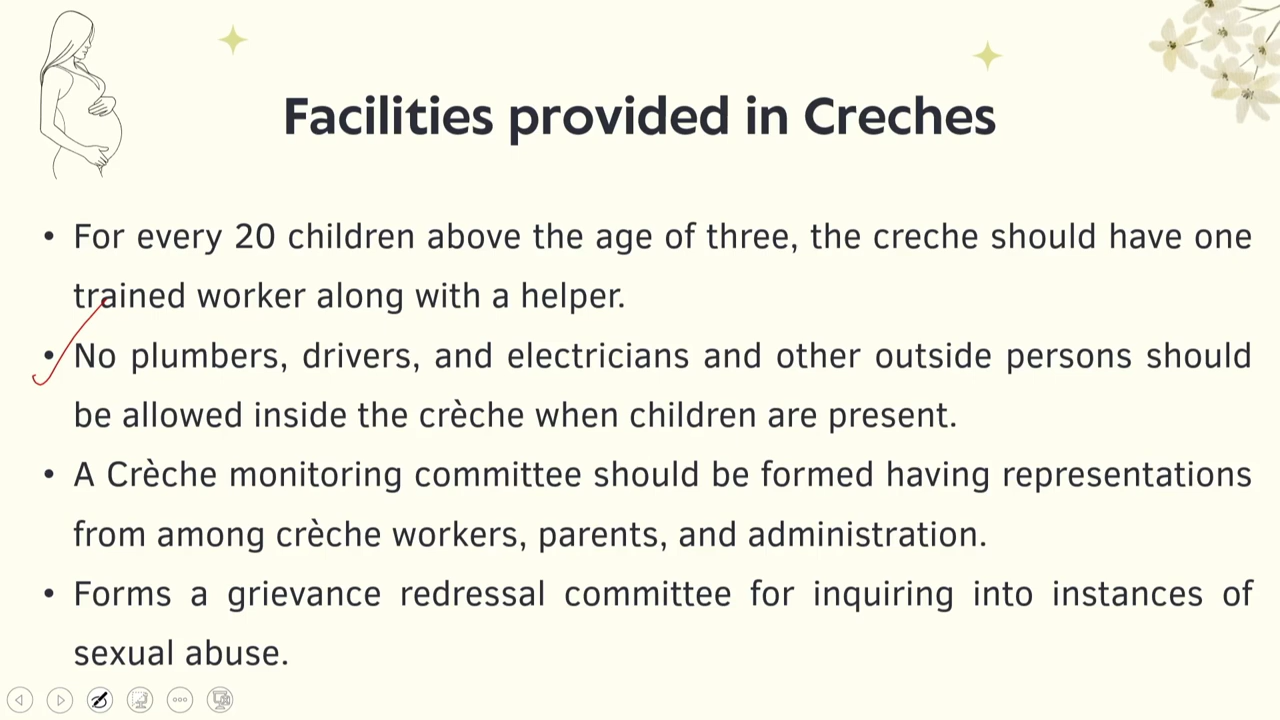 Facilities provided in Creches
• For every 20 children above the age of three, the creche should have one
trained worker along with a helper.
• No plumbers, drivers, and electricians and other outside persons should
be allowed inside the crèche when children are present.
• A Crèche monitoring committee should be formed having representations
from among crèche workers, parents, and administration.
• Forms a grievance redressal committee for inquiring into instances of
sexual abuse.